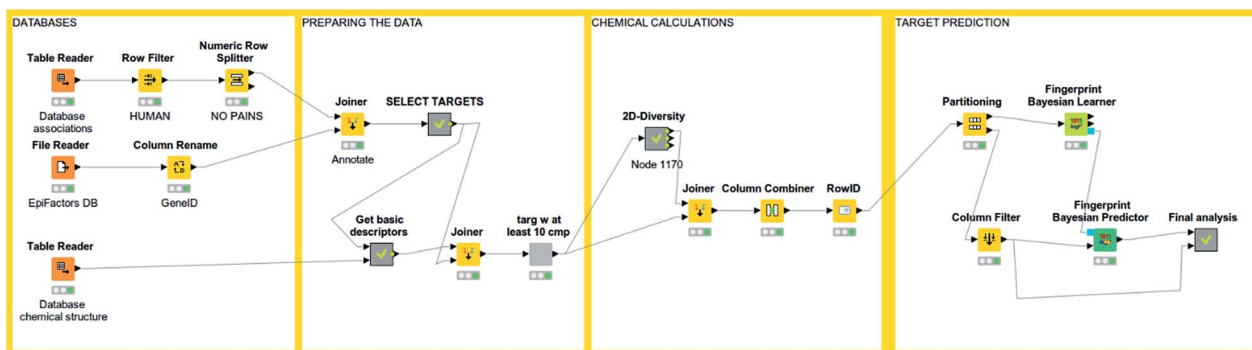 DATABASES
Table Reader
Database
associations
Row Filter
HUMAN
Numeric Row
Splitter
NO PAINS
File Reader
EpiFactors DB
Column Rename
GeneID
Table Reader
Database
chemical structure
PREPARING THE DATA
Joiner
Annotate
SELECT TARGETS
Get basic
descriptors
Joiner
targ w at
least 10 cmp
CHEMICAL CALCULATIONS
2D-Diversity
Node 1170
Joiner
Column Combiner
RowID
TARGET PREDICTION
Partitioning
Fingerprint
Bayesian Learner
Column Filter
Fingerprint
Bayesian Predictor
Final analysis